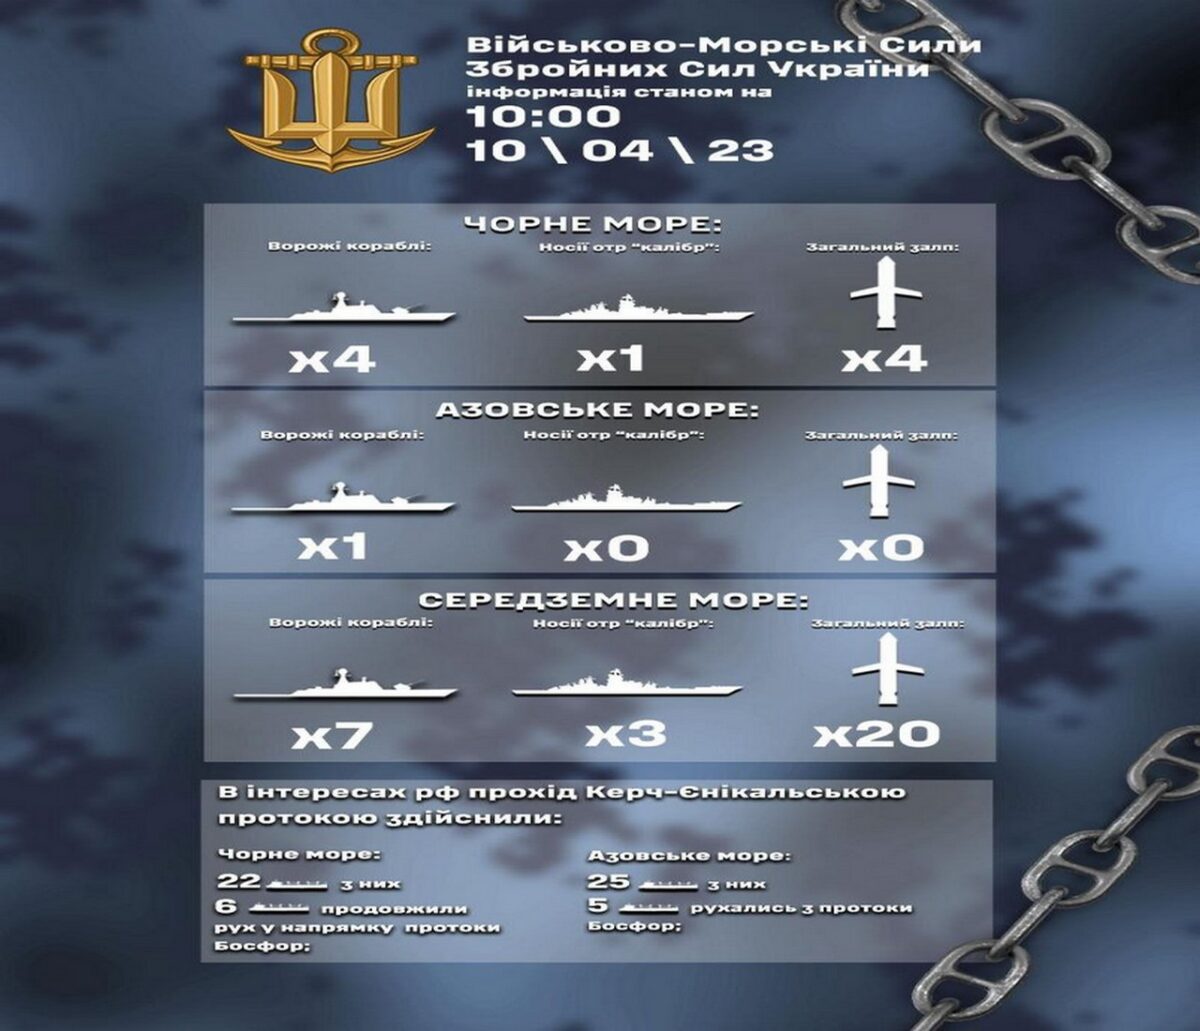 Військово-Морські Сили
Збройних Сил України
інформація станом на
10:00
10 \ 04 \ 23
ЧОРНЕ МОРЕ:
Ворожі кораблі: Носії отр "калібр": Загальний залп:
x4 x1 x4
АЗОВСЬКЕ МОРЕ:
Ворожі кораблі: Носії отр "калібр": Загальний залп:
x1 x0 x0
СЕРЕДЗЕМНЕ МОРЕ:
Ворожі кораблі: Носії отр "калібр": Загальний залп:
x7 x3 x20
В інтересах рф прохід Керч-Єнікальською
протокою здійснили:
Чорне море:
22 з них
6 продовжили
рух у напрямку протоки
Босфор;
Азовське море:
25 з них
5 рухались з протоки
Босфор;